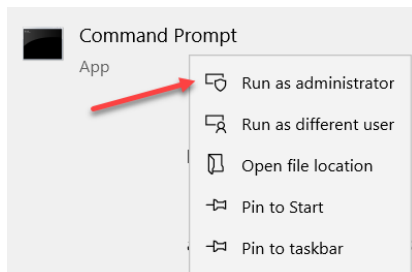 Command Prompt
App
Run as administrator
Run as different user
Open file location
Pin to Start
Pin to taskbar